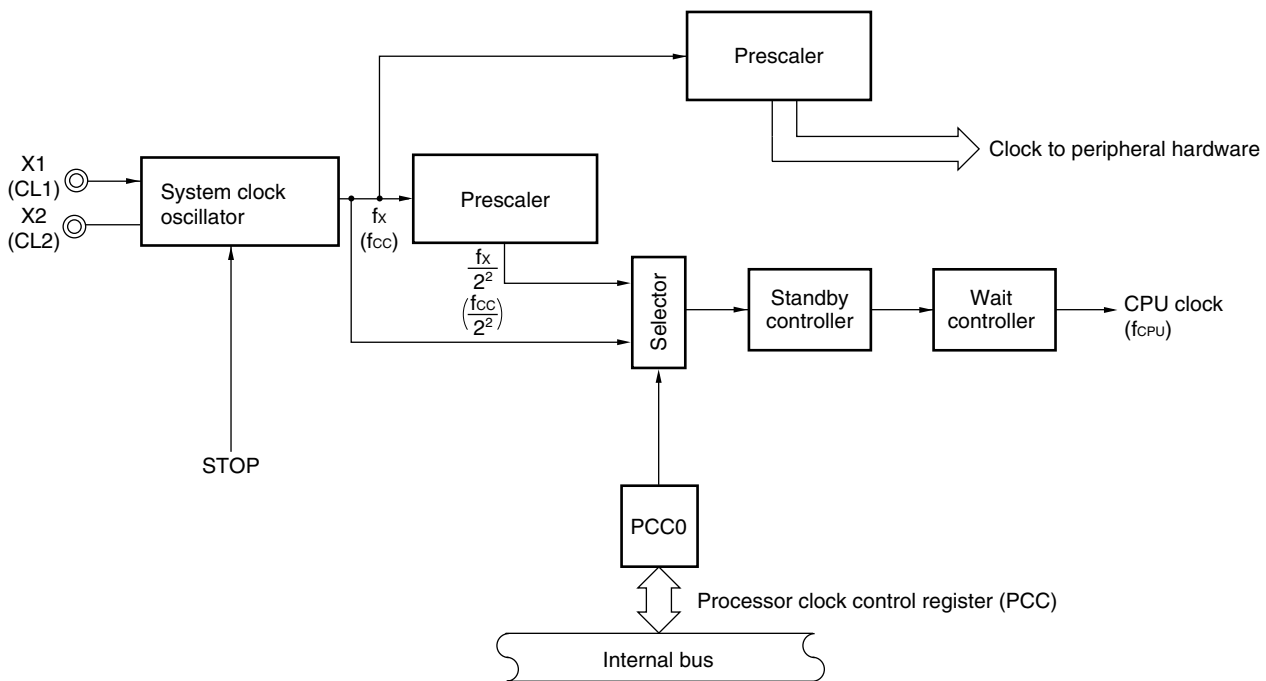 Prescaler
Clock to peripheral hardware
X1
(CL1)
X2
(CL2)
System clock
oscillator
fX
(fCC)
Prescaler
fX
2²
(fCC
2²)
Selector
Standby
controller
Wait
controller
CPU clock
(fCPU)
STOP
PCC0
Processor clock control register (PCC)
Internal bus